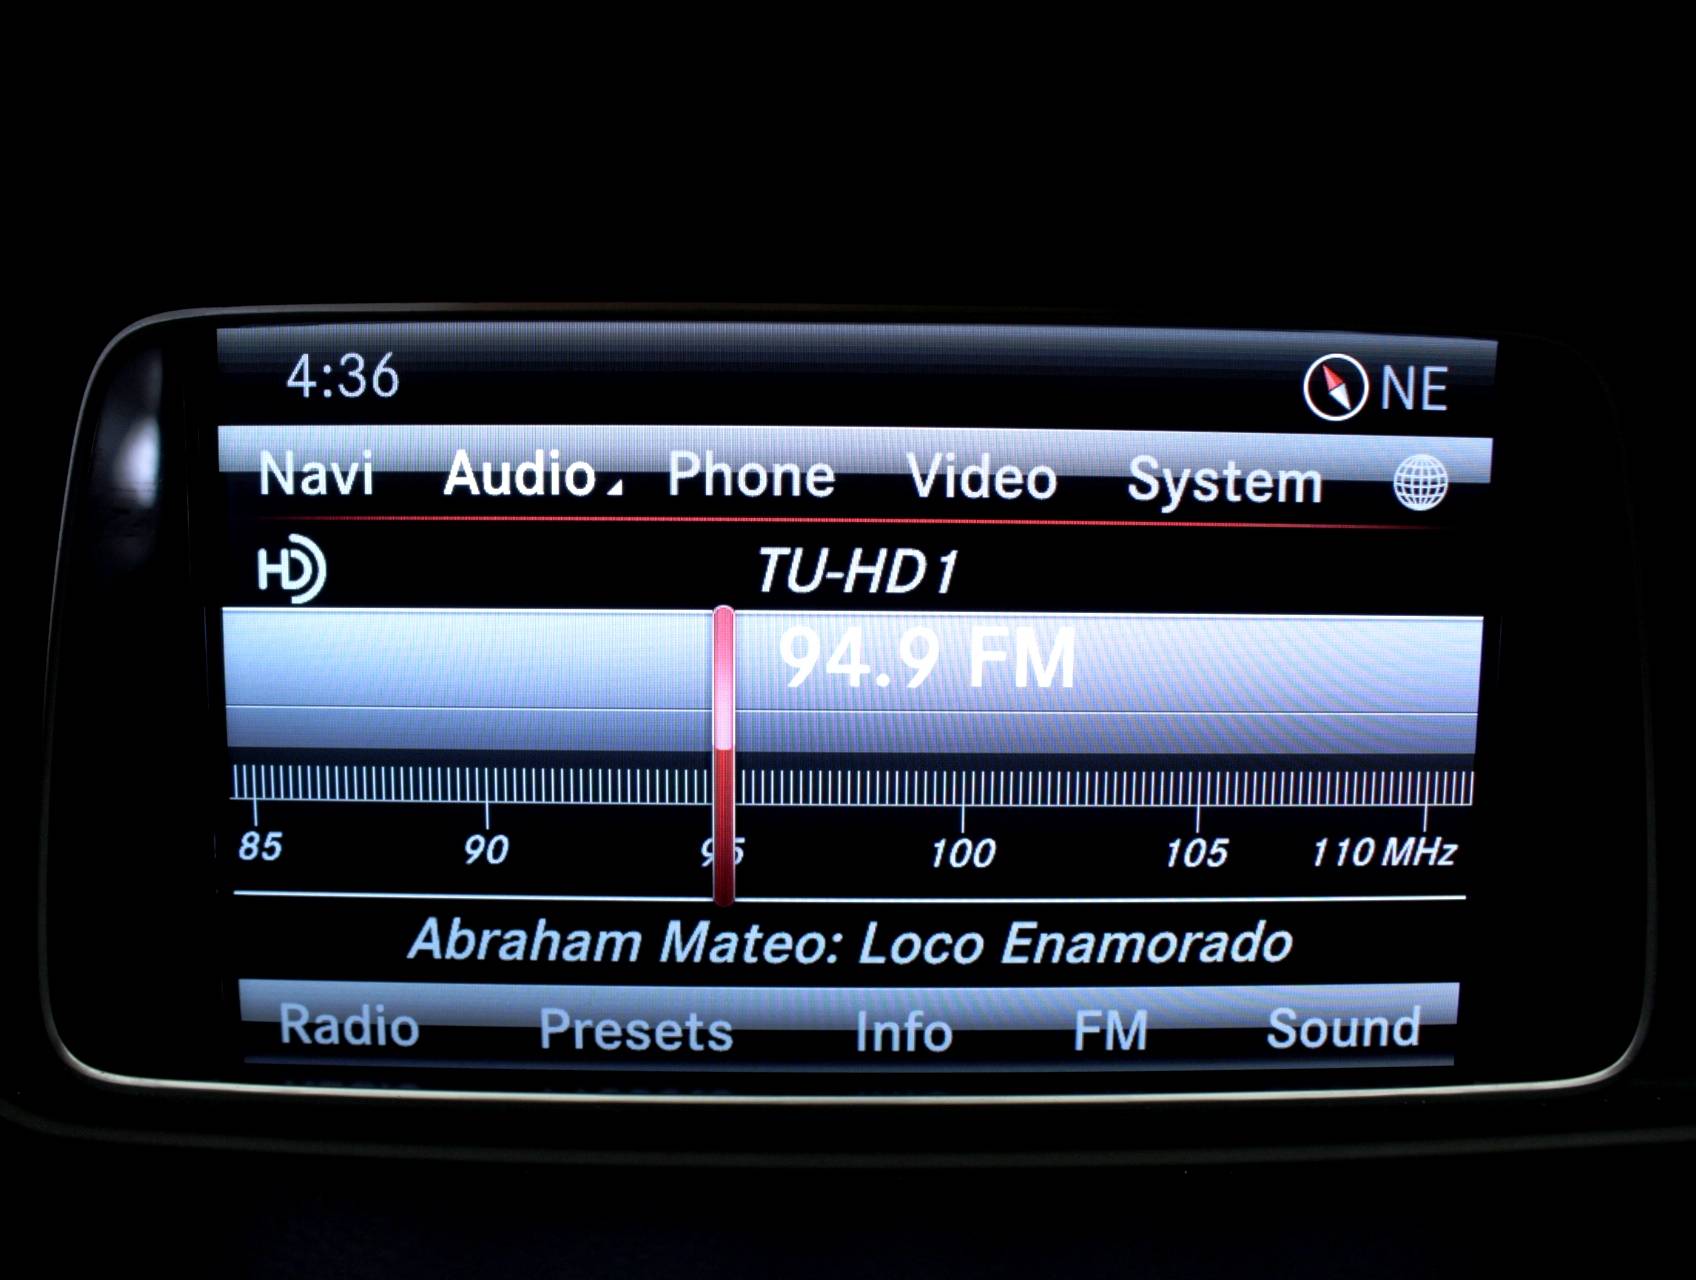 4:36 NE
Navi Audio Phone Video System
HD TU-HD1
94.9 FM
85 90 95 100 105 110 MHz
Abraham Mateo: Loco Enamorado
Radio Presets Info FM Sound